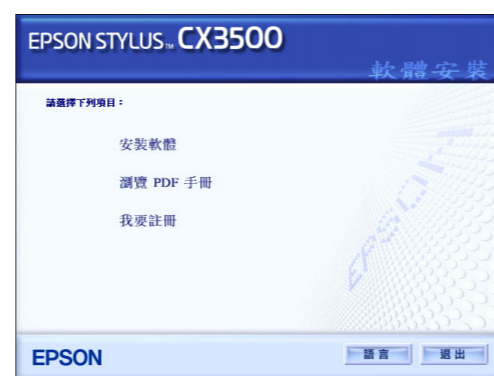 EPSON STYLUS™ CX3500
軟體安裝
請選擇下列項目：
安裝軟體
瀏覽 PDF 手冊
我要註冊
EPSON
EPSON
語言 退出